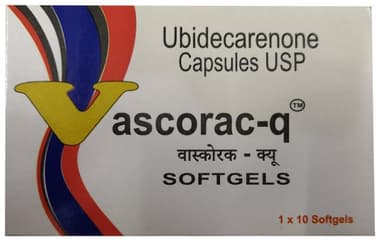 Ubidecarenone
Capsules USP
Vascorac-q™
वास्कोरक - क्यू
SOFTGELS
1 x 10 Softgels